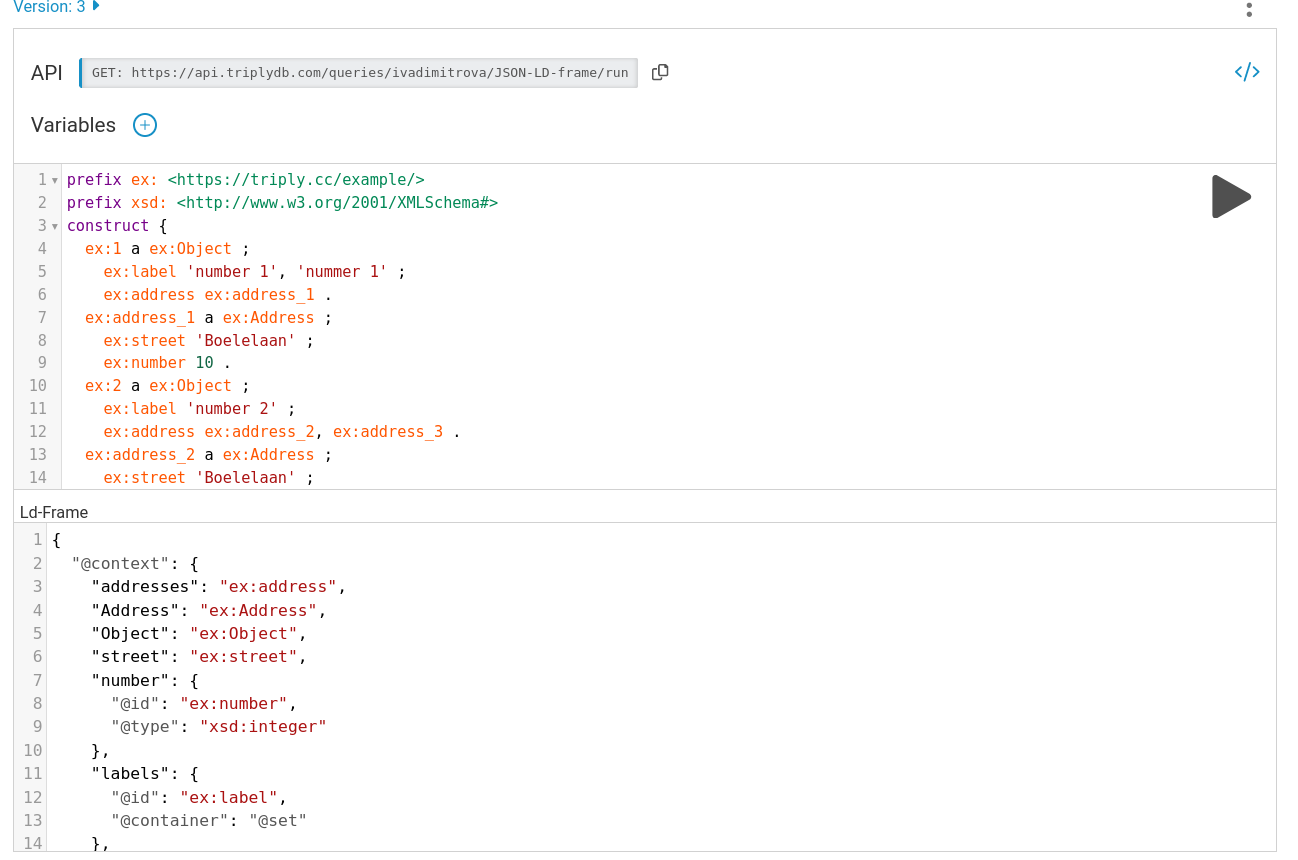 Version: 3
API GET: https://api.triplydb.com/queries/ivadimitrova/JSON-LD-frame/run </>
Variables
1 prefix ex: <https://triply.cc/example/>
2 prefix xsd: <http://www.w3.org/2001/XMLSchema#>
3 construct {
4 ex:1 a ex:Object ;
5 ex:label 'number 1', 'nummer 1' ;
6 ex:address ex:address_1 .
7 ex:address_1 a ex:Address ;
8 ex:street 'Boelelaan' ;
9 ex:number 10 .
10 ex:2 a ex:Object ;
11 ex:label 'number 2' ;
12 ex:address ex:address_2, ex:address_3 .
13 ex:address_2 a ex:Address ;
14 ex:street 'Boelelaan' ;
Ld-Frame
1 {
2 "@context": {
3 "addresses": "ex:address",
4 "Address": "ex:Address",
5 "Object": "ex:Object",
6 "street": "ex:street",
7 "number": {
8 "@id": "ex:number",
9 "@type": "xsd:integer"
10 },
11 "labels": {
12 "@id": "ex:label",
13 "@container": "@set"
14 },